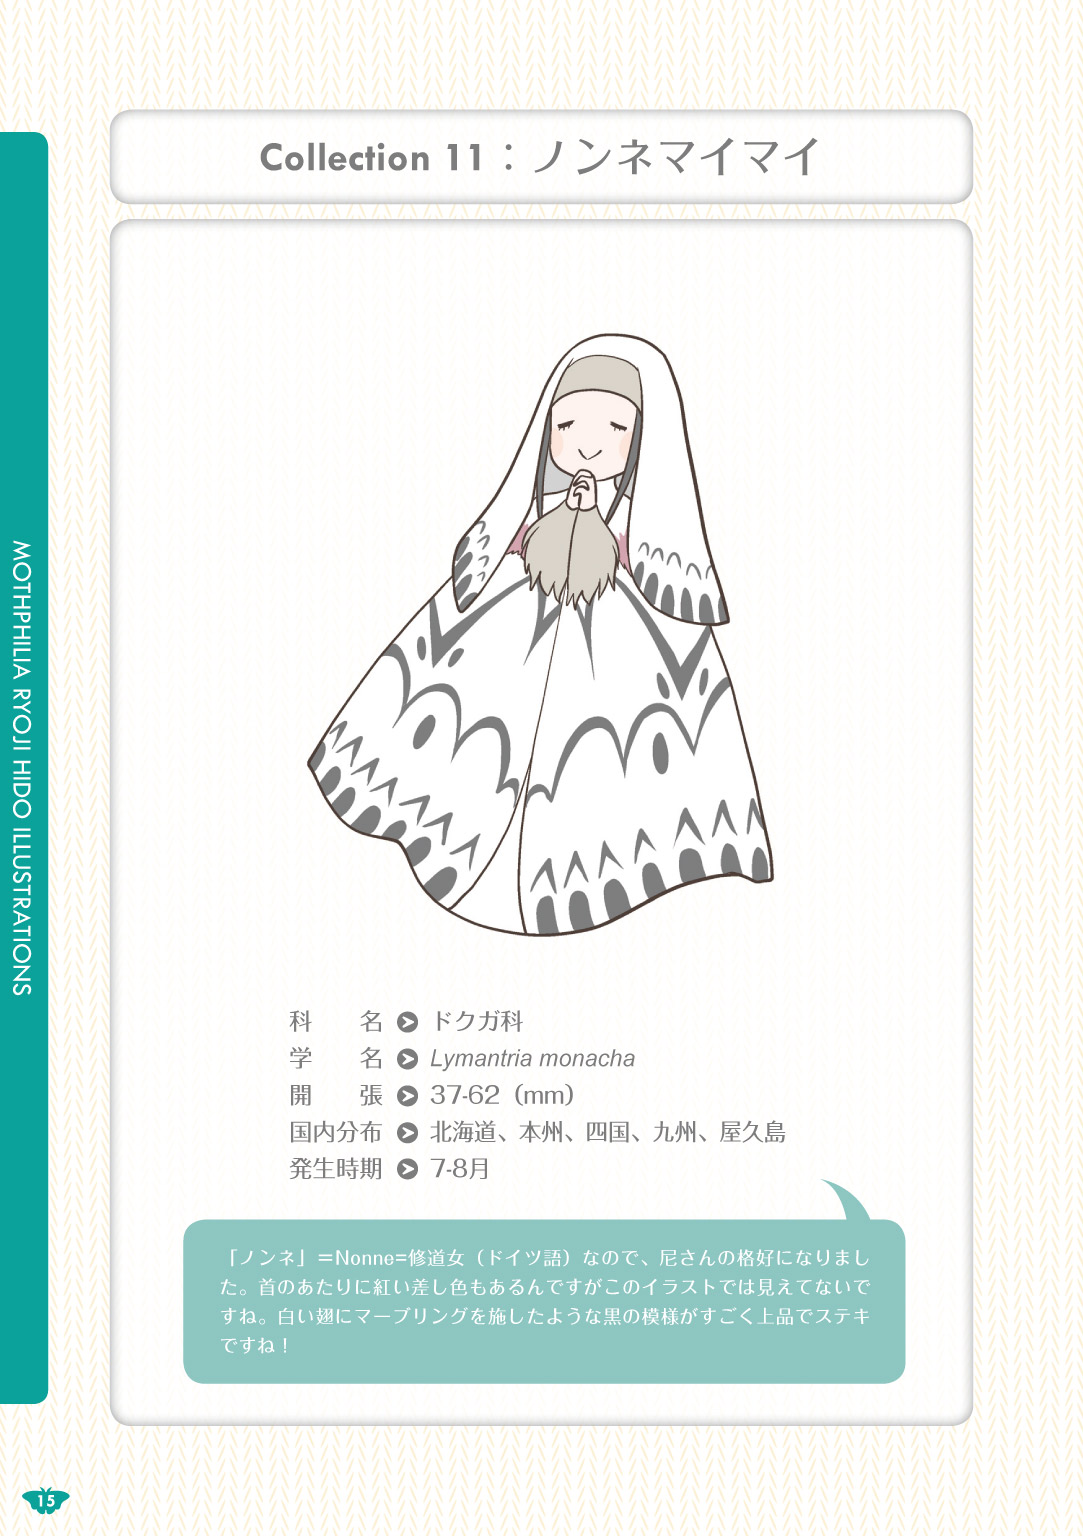 Collection 11：ノンネマイマイ
MOTHPHILIA RYOJI HIDO ILLUSTRATIONS
科　　名 ドクガ科
学　　名 Lymantria monacha
開　　張 37-62（mm）
国内分布 北海道、本州、四国、九州、屋久島
発生時期 7-8月
「ノンネ」＝Nonne=修道女（ドイツ語）なので、尼さんの格好になりまし
た。首のあたりに紅い差し色もあるんですがこのイラストでは見えてないで
すね。白い翅にマーブリングを施したような黒の模様がすごく上品でステキ
ですね！
15